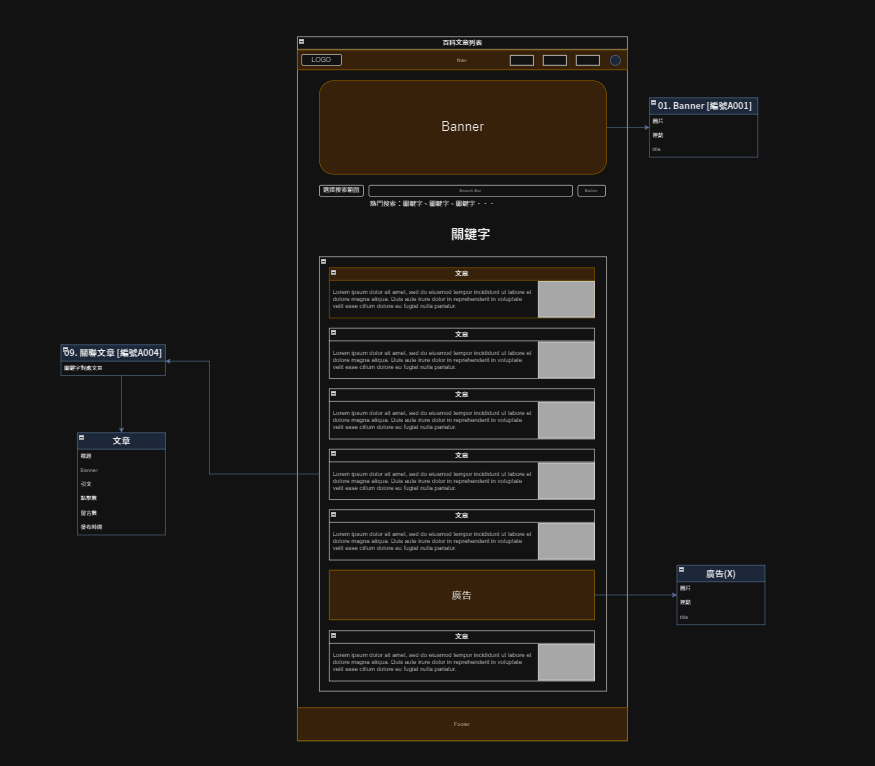 百科文章列表
LOGO
Nav
Banner
01. Banner [編號A001]
圖片
連結
title
選擇搜索範圍
Search Bar
Button
熱門搜索：關鍵字、關鍵字、關鍵字・・・
關鍵字
文章
Lorem ipsum dolor sit amet, sed do eiusmod tempor incididunt ut labore et
dolore magna aliqua. Duis aute irure dolor in reprehenderit in voluptate
velit esse cillum dolore eu fugiat nulla pariatur.
文章
Lorem ipsum dolor sit amet, sed do eiusmod tempor incididunt ut labore et
dolore magna aliqua. Duis aute irure dolor in reprehenderit in voluptate
velit esse cillum dolore eu fugiat nulla pariatur.
文章
Lorem ipsum dolor sit amet, sed do eiusmod tempor incididunt ut labore et
dolore magna aliqua. Duis aute irure dolor in reprehenderit in voluptate
velit esse cillum dolore eu fugiat nulla pariatur.
文章
Lorem ipsum dolor sit amet, sed do eiusmod tempor incididunt ut labore et
dolore magna aliqua. Duis aute irure dolor in reprehenderit in voluptate
velit esse cillum dolore eu fugiat nulla pariatur.
文章
Lorem ipsum dolor sit amet, sed do eiusmod tempor incididunt ut labore et
dolore magna aliqua. Duis aute irure dolor in reprehenderit in voluptate
velit esse cillum dolore eu fugiat nulla pariatur.
廣告
文章
Lorem ipsum dolor sit amet, sed do eiusmod tempor incididunt ut labore et
dolore magna aliqua. Duis aute irure dolor in reprehenderit in voluptate
velit esse cillum dolore eu fugiat nulla pariatur.
Footer
09. 關聯文章 [編號A004]
關鍵字對應文章
文章
標題
Banner
引文
點擊數
留言數
發布時間
廣告(X)
圖片
連結
title